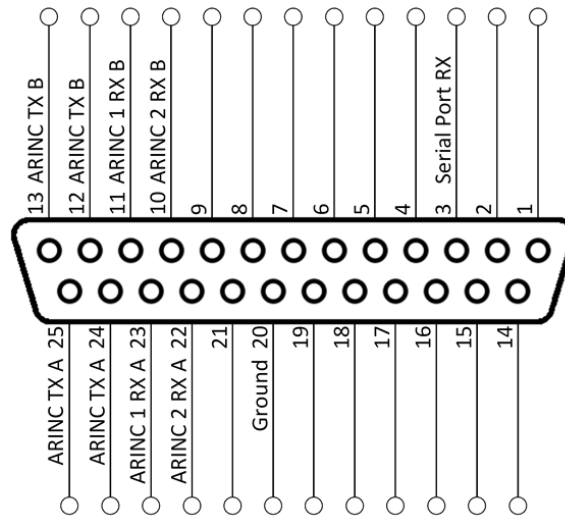 13 ARINC TX B
12 ARINC TX B
11 ARINC 1 RX B
10 ARINC 2 RX B
9
8
7
6
5
4
3 Serial Port RX
2
1
ARINC TX A 25
ARINC TX A 24
ARINC 1 RX A 23
ARINC 2 RX A 22
21
Ground 20
19
18
17
16
15
14